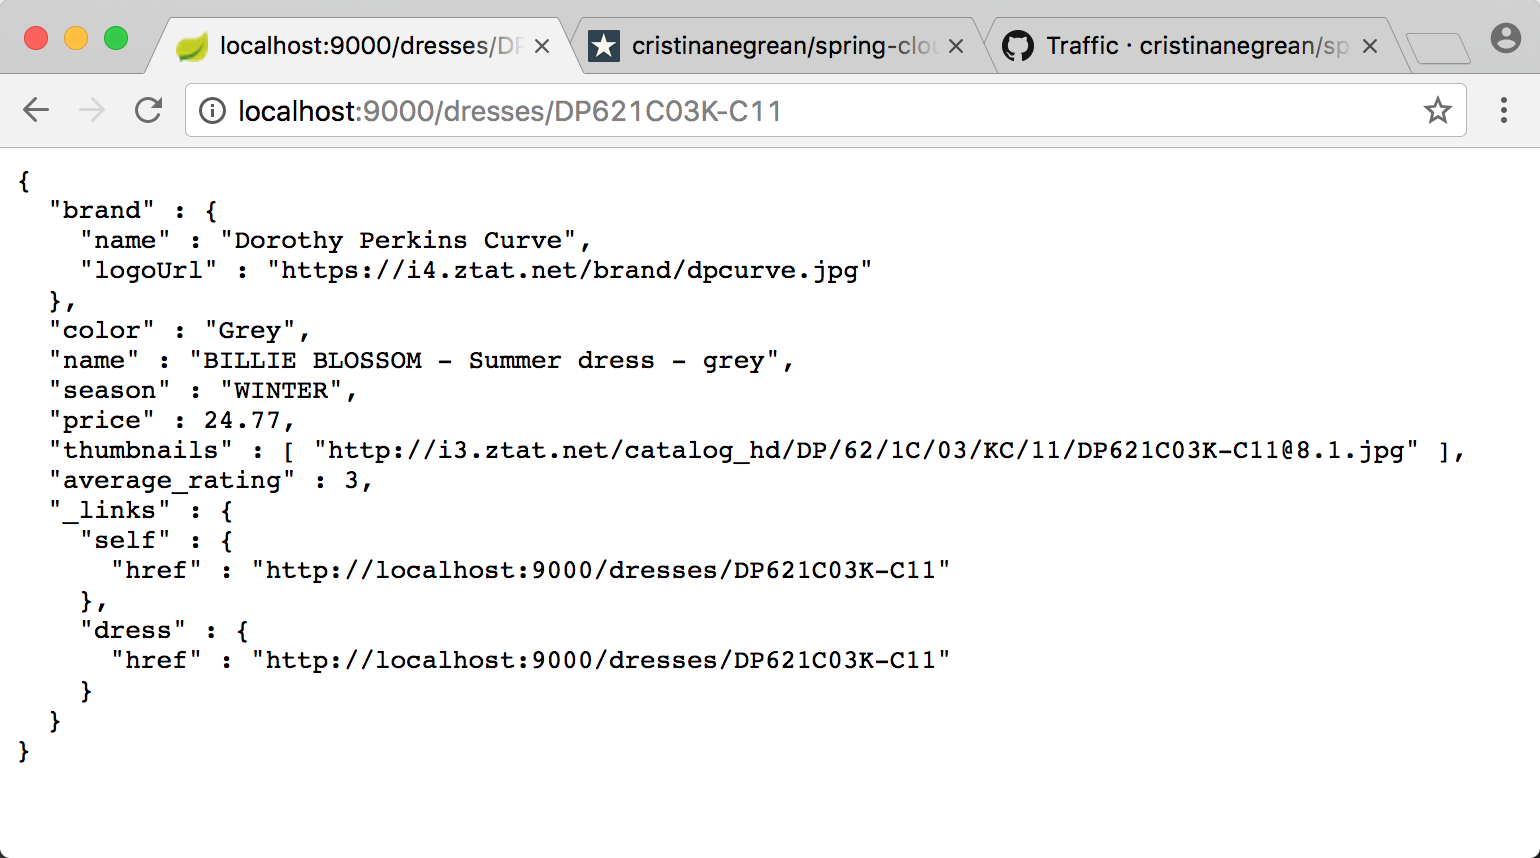 localhost:9000/dresses/DP
cristinanegrean/spring-clou
Traffic · cristinanegrean/sp
localhost:9000/dresses/DP621C03K-C11
{
"brand" : {
"name" : "Dorothy Perkins Curve",
"logoUrl" : "https://i4.ztat.net/brand/dpcurve.jpg"
},
"color" : "Grey",
"name" : "BILLIE BLOSSOM - Summer dress - grey",
"season" : "WINTER",
"price" : 24.77,
"thumbnails" : [ "http://i3.ztat.net/catalog_hd/DP/62/1C/03/KC/11/DP621C03K-C11@8.1.jpg" ],
"average_rating" : 3,
"_links" : {
"self" : {
"href" : "http://localhost:9000/dresses/DP621C03K-C11"
},
"dress" : {
"href" : "http://localhost:9000/dresses/DP621C03K-C11"
}
}
}